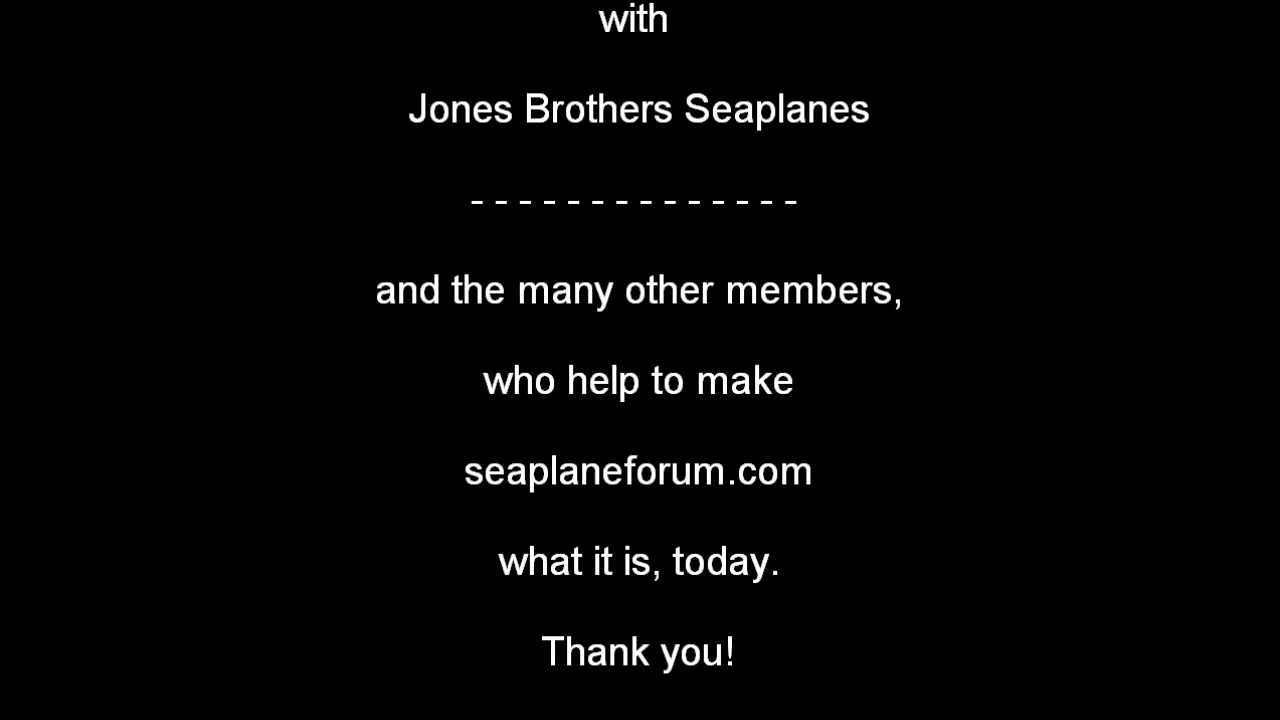 with
Jones Brothers Seaplanes
- - - - - - - - - - - - - -
and the many other members,
who help to make
seaplaneforum.com
what it is, today.
Thank you!